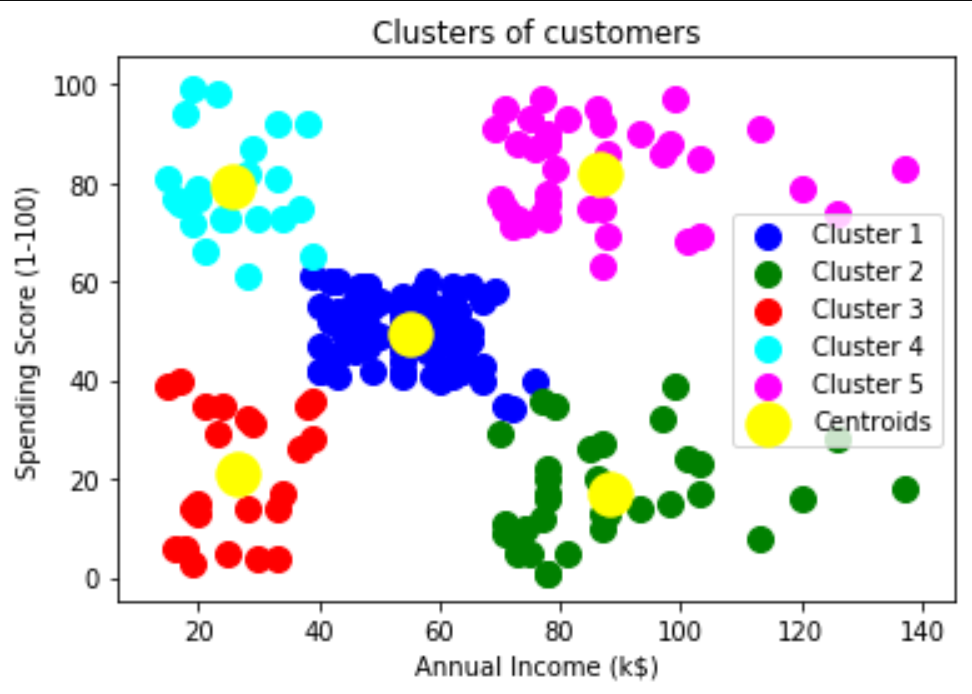 Clusters of customers
Spending Score (1-100)
100
80
60
40
20
0
Cluster 1
Cluster 2
Cluster 3
Cluster 4
Cluster 5
Centroids
20 40 60 80 100 120 140
Annual Income (k$)